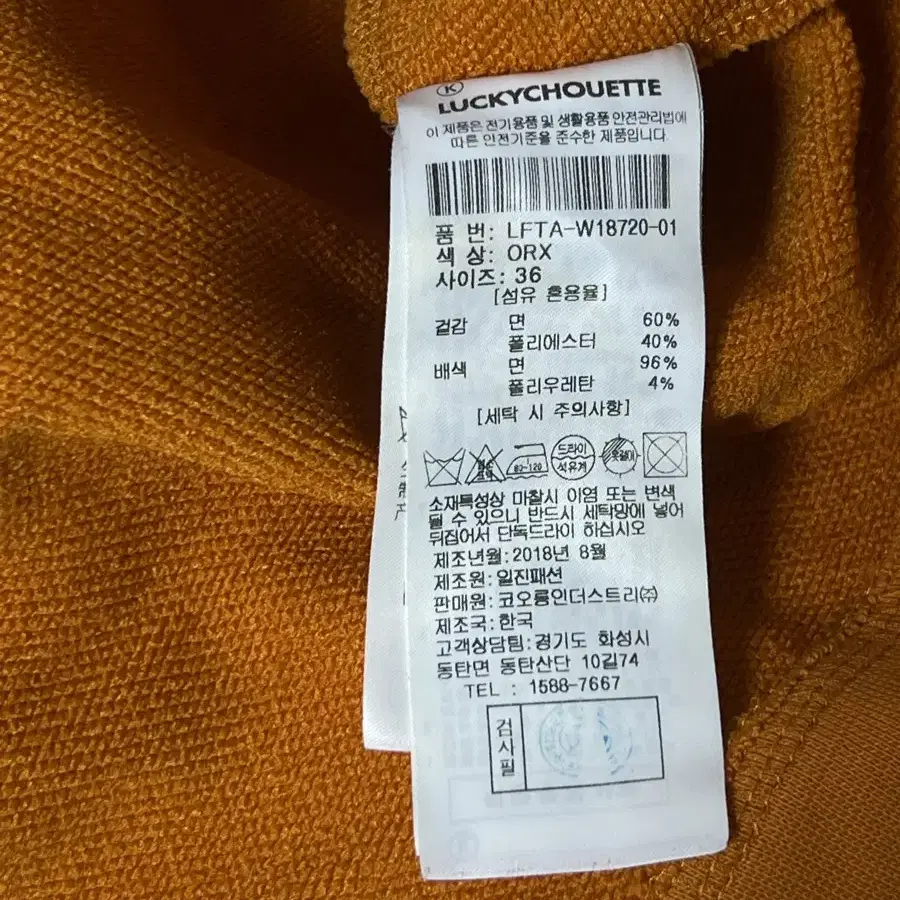 K
LUCKYCHOUETTE
이 제품은 전기용품 및 생활용품 안전관리법에
따른 안전기준을 준수한 제품입니다.
품 번: LFTA-W18720-01
색 상: ORX
사이즈: 36
[섬유 혼용율]
겉감 면 60%
폴리에스터 40%
배색 면 96%
폴리우레탄 4%
[세탁 시 주의사항]
80-120
드라이
석유계
옷걸이
소재특성상 마찰시 이염 또는 변색
될 수 있으니 반드시 세탁망에 넣어
뒤집어서 단독드라이 하십시오
제조년월: 2018년 8월
제조원: 일진패션
판매원: 코오롱인더스트리㈜
제조국: 한국
고객상담팀: 경기도 화성시
동탄면 동탄산단 10길74
TEL : 1588-7667
검사필